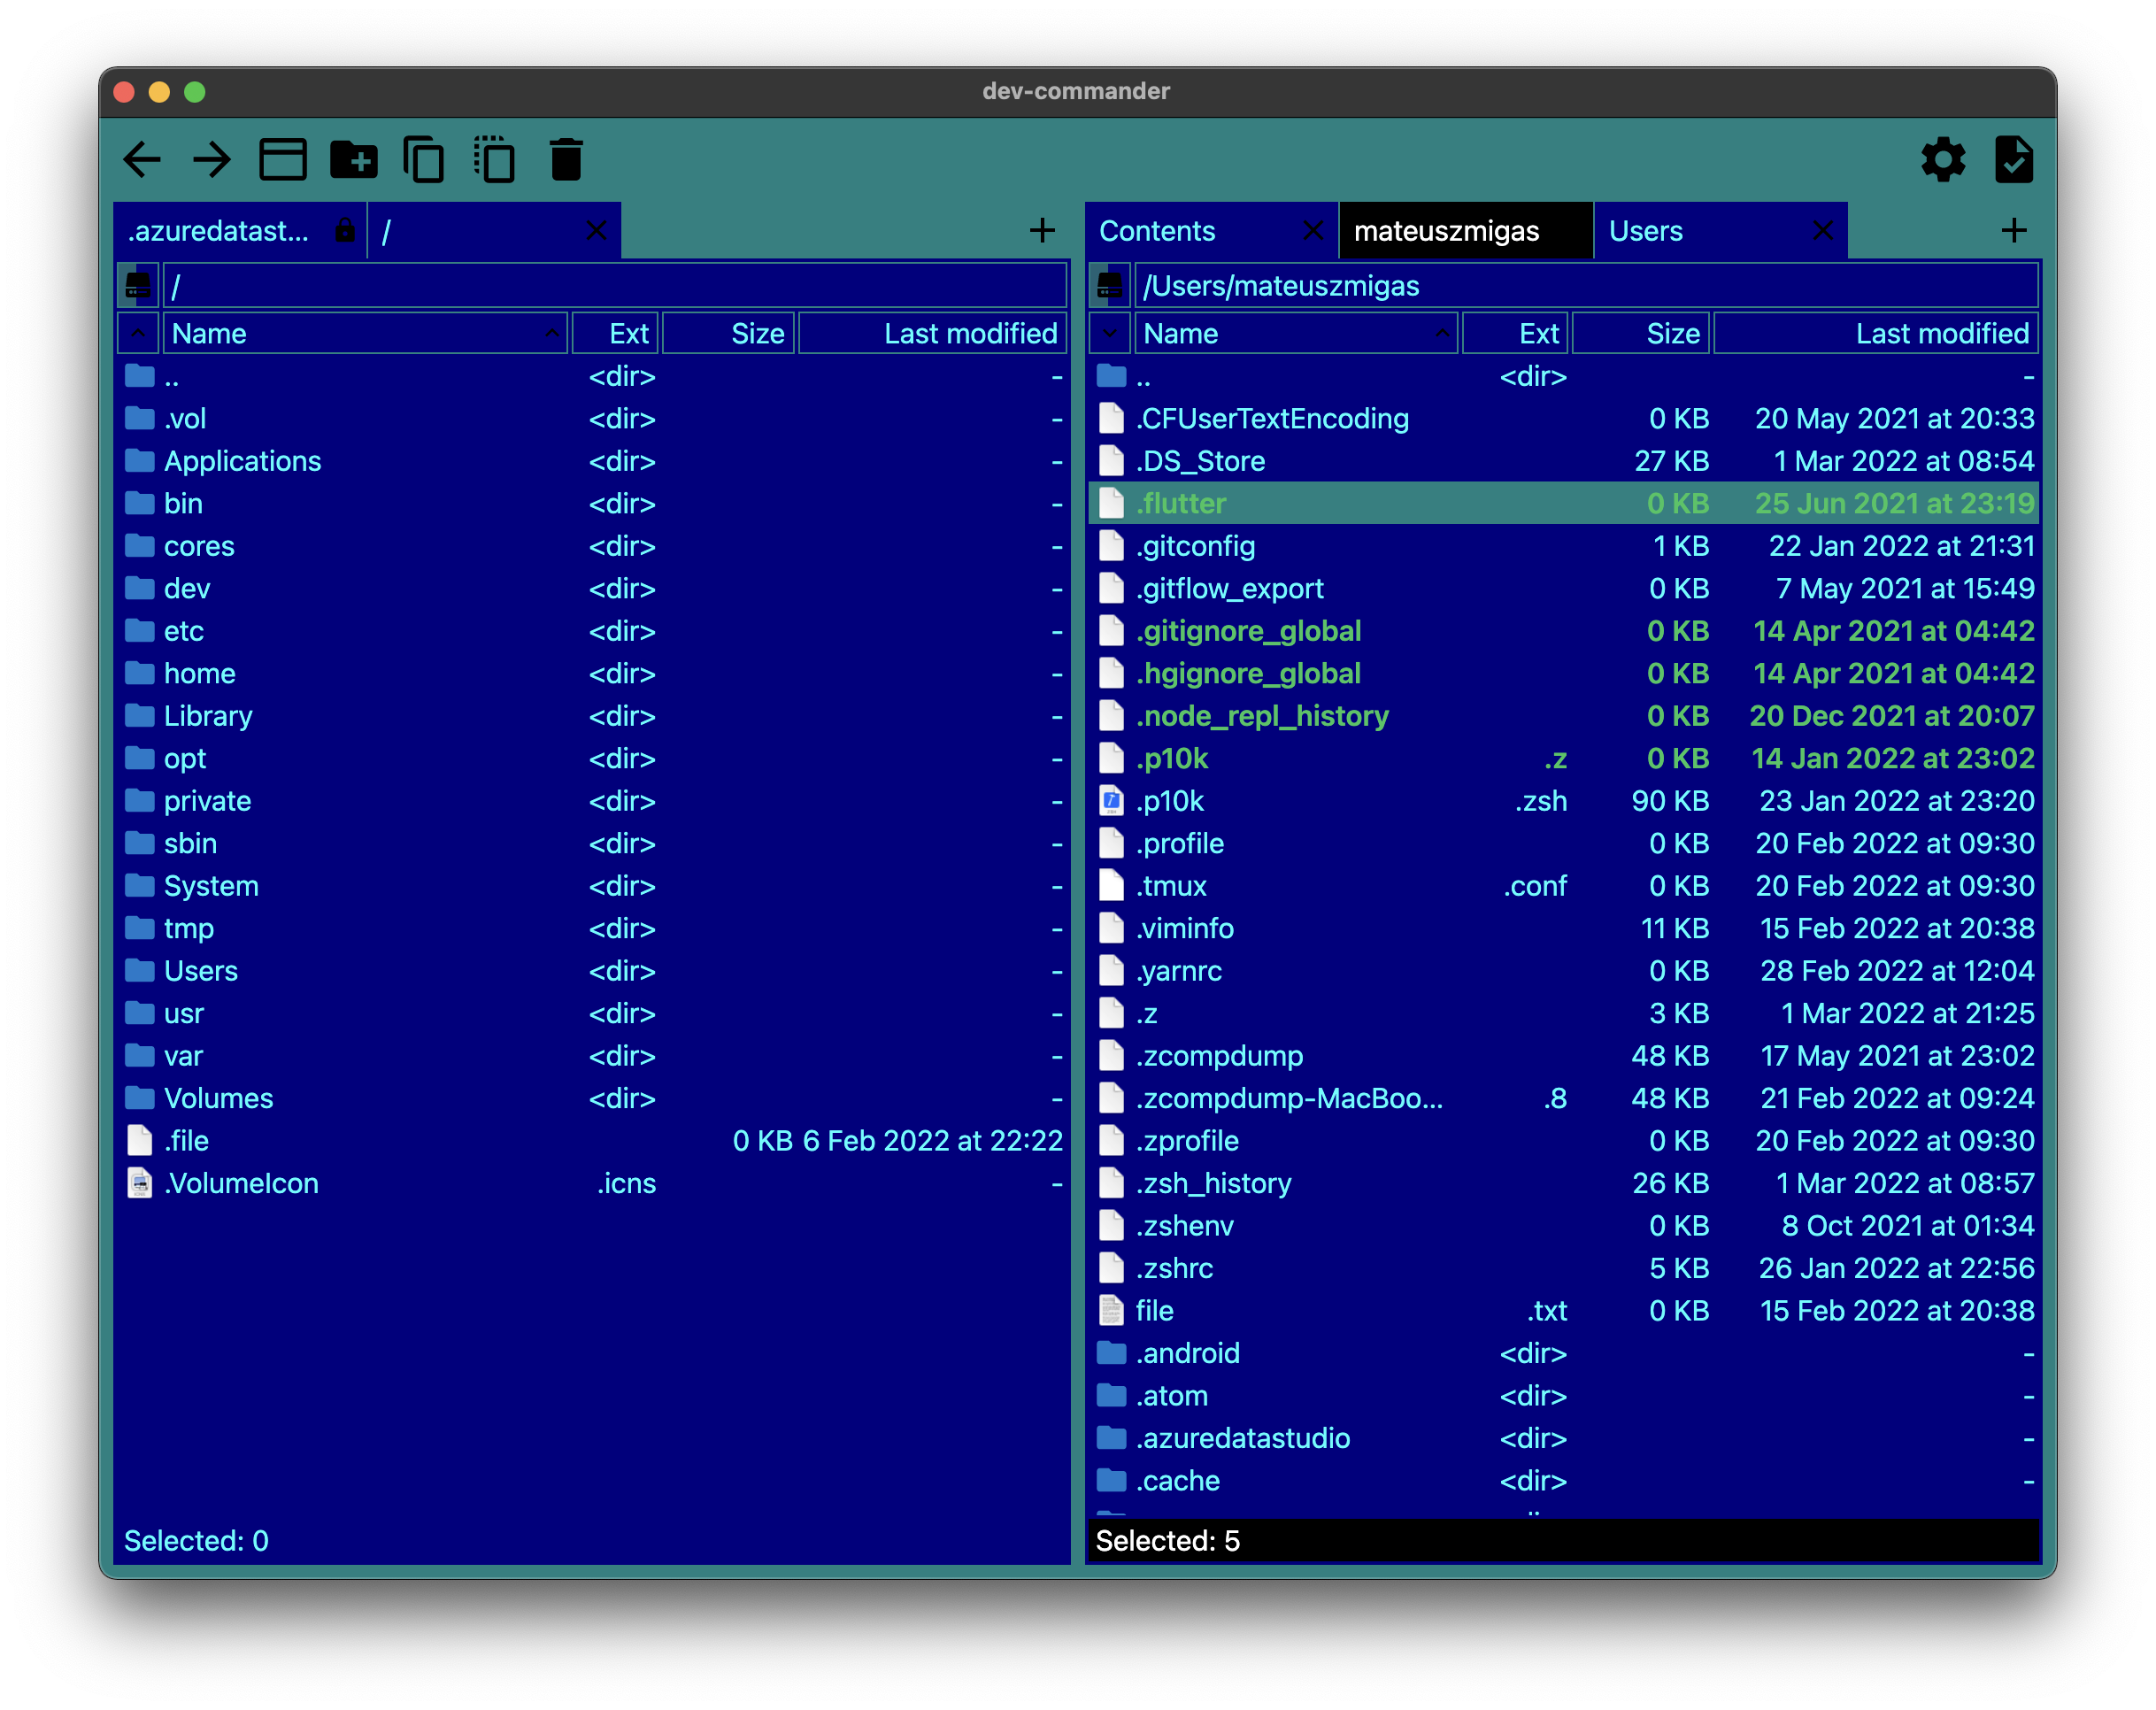 dev-commander
.azuredatast... /
/
Name Ext Size Last modified
.. <dir> -
.vol <dir> -
Applications <dir> -
bin <dir> -
cores <dir> -
dev <dir> -
etc <dir> -
home <dir> -
Library <dir> -
opt <dir> -
private <dir> -
sbin <dir> -
System <dir> -
tmp <dir> -
Users <dir> -
usr <dir> -
var <dir> -
Volumes <dir> -
.file 0 KB 6 Feb 2022 at 22:22
.VolumeIcon .icns -
Selected: 0
Contents mateuszmigas Users
/Users/mateuszmigas
Name Ext Size Last modified
.. <dir> -
.CFUserTextEncoding 0 KB 20 May 2021 at 20:33
.DS_Store 27 KB 1 Mar 2022 at 08:54
.flutter 0 KB 25 Jun 2021 at 23:19
.gitconfig 1 KB 22 Jan 2022 at 21:31
.gitflow_export 0 KB 7 May 2021 at 15:49
.gitignore_global 0 KB 14 Apr 2021 at 04:42
.hgignore_global 0 KB 14 Apr 2021 at 04:42
.node_repl_history 0 KB 20 Dec 2021 at 20:07
.p10k .z 0 KB 14 Jan 2022 at 23:02
.p10k .zsh 90 KB 23 Jan 2022 at 23:20
.profile 0 KB 20 Feb 2022 at 09:30
.tmux .conf 0 KB 20 Feb 2022 at 09:30
.viminfo 11 KB 15 Feb 2022 at 20:38
.yarnrc 0 KB 28 Feb 2022 at 12:04
.z 3 KB 1 Mar 2022 at 21:25
.zcompdump 48 KB 17 May 2021 at 23:02
.zcompdump-MacBoo... .8 48 KB 21 Feb 2022 at 09:24
.zprofile 0 KB 20 Feb 2022 at 09:30
.zsh_history 26 KB 1 Mar 2022 at 08:57
.zshenv 0 KB 8 Oct 2021 at 01:34
.zshrc 5 KB 26 Jan 2022 at 22:56
file .txt 0 KB 15 Feb 2022 at 20:38
.android <dir> -
.atom <dir> -
.azuredatastudio <dir> -
.cache <dir> -
Selected: 5